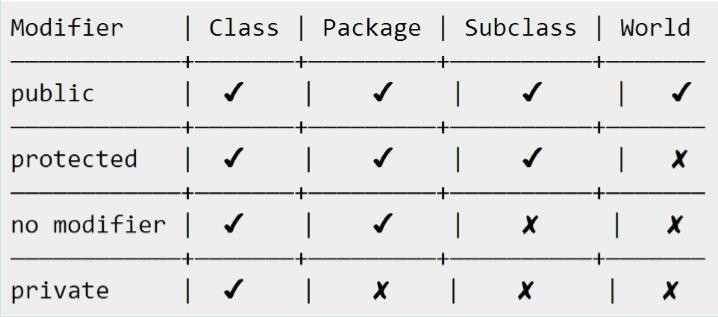 Modifier | Class | Package | Subclass | World
————————————+———————+—————————+——————————+———————
public | ✔ | ✔ | ✔ | ✔
————————————+———————+—————————+——————————+———————
protected | ✔ | ✔ | ✔ | ✘
————————————+———————+—————————+——————————+———————
no modifier | ✔ | ✔ | ✘ | ✘
————————————+———————+—————————+——————————+———————
private | ✔ | ✘ | ✘ | ✘